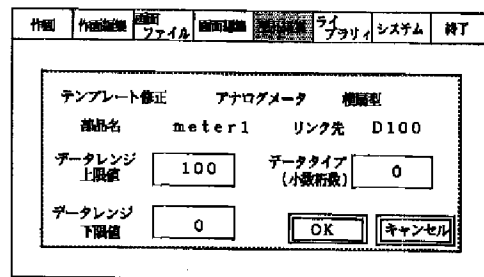 作画 作画編集 画面ファイル 画面編集 ライブラリィ システム 終了
テンプレート修正 アナログメータ 横扇型
部品名 meter1 リンク先 D100
データレンジ上限値 100 データタイプ(小数桁数) 0
データレンジ下限値 0 OK キャンセル